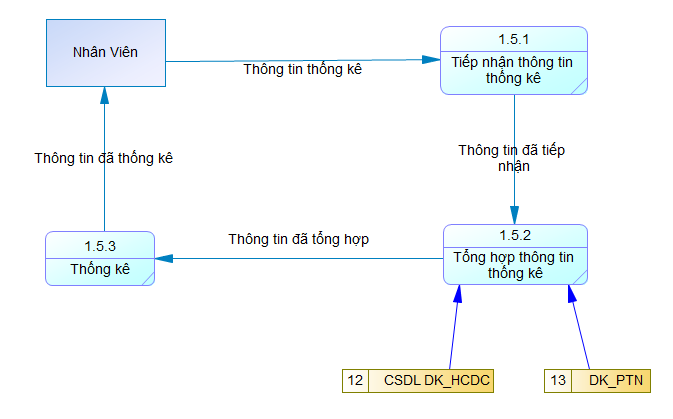 Nhân Viên
Thông tin thống kê
1.5.1
Tiếp nhận thông tin
thống kê
Thông tin đã thống kê
Thông tin đã tiếp
nhận
1.5.3
Thống kê
Thông tin đã tổng hợp
1.5.2
Tổng hợp thông tin
thống kê
12 CSDL DK_HCDC
13 DK_PTN